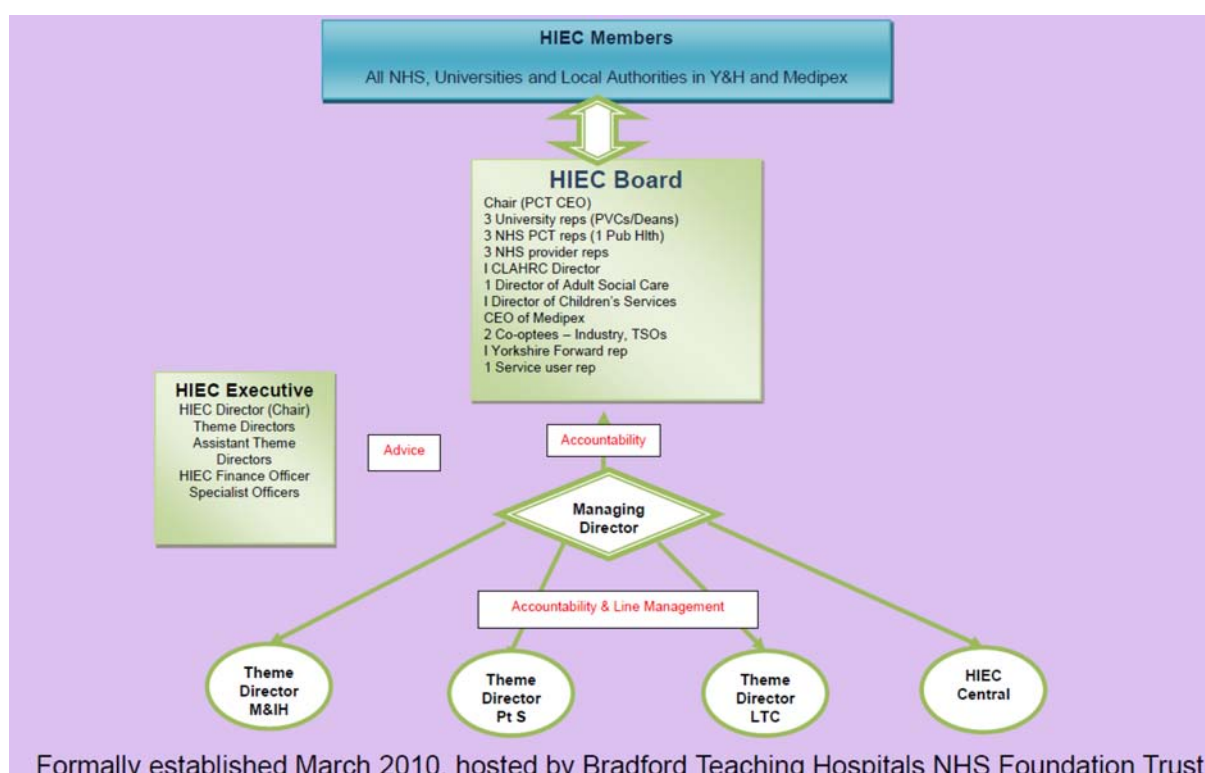 HIEC Members
All NHS, Universities and Local Authorities in Y&H and Medipex
HIEC Board
Chair (PCT CEO)
3 University reps (PVCs/Deans)
3 NHS PCT reps (1 Pub Hlth)
3 NHS provider reps
I CLAHRC Director
1 Director of Adult Social Care
I Director of Children's Services
CEO of Medipex
2 Co-optees – Industry, TSOs
I Yorkshire Forward rep
1 Service user rep
HIEC Executive
HIEC Director (Chair)
Theme Directors
Assistant Theme
Directors
HIEC Finance Officer
Specialist Officers
Advice
Accountability
Managing
Director
Accountability & Line Management
Theme
Director
M&IH
Theme
Director
Pt S
Theme
Director
LTC
HIEC
Central
Formally established March 2010, hosted by Bradford Teaching Hospitals NHS Foundation Trust